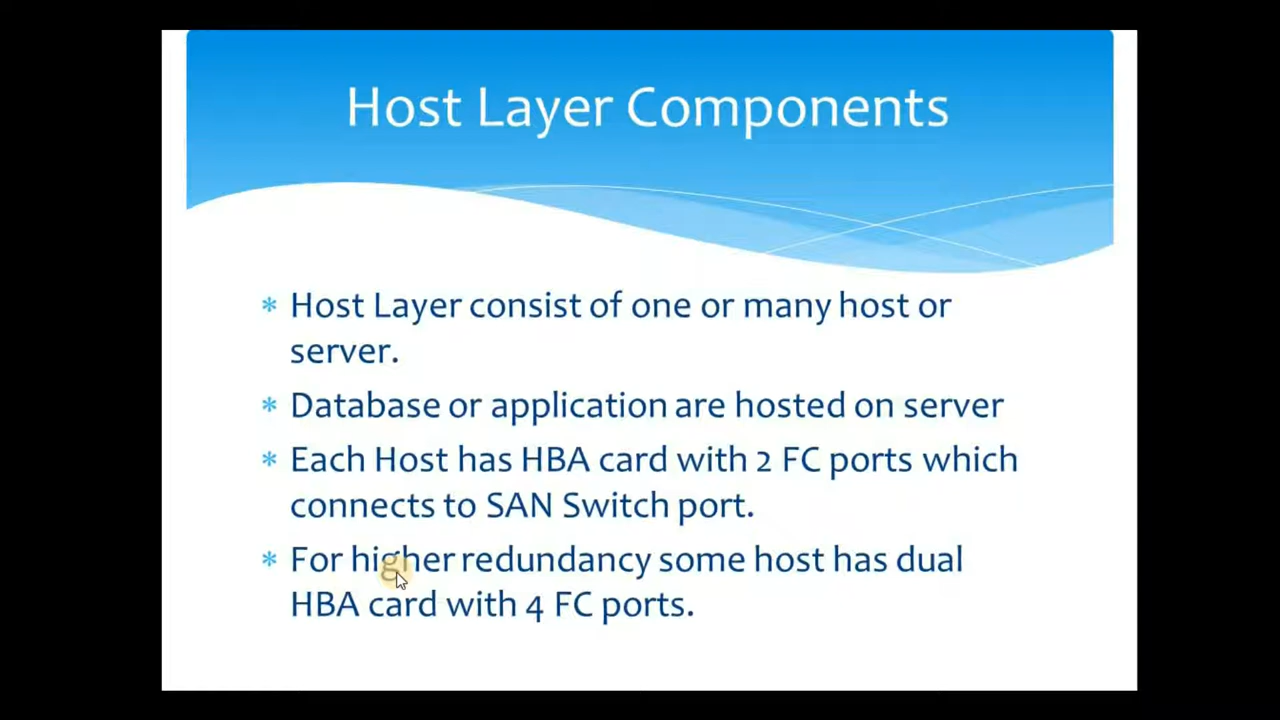 Host Layer Components
* Host Layer consist of one or many host or
server.
* Database or application are hosted on server
* Each Host has HBA card with 2 FC ports which
connects to SAN Switch port.
* For higher redundancy some host has dual
HBA card with 4 FC ports.